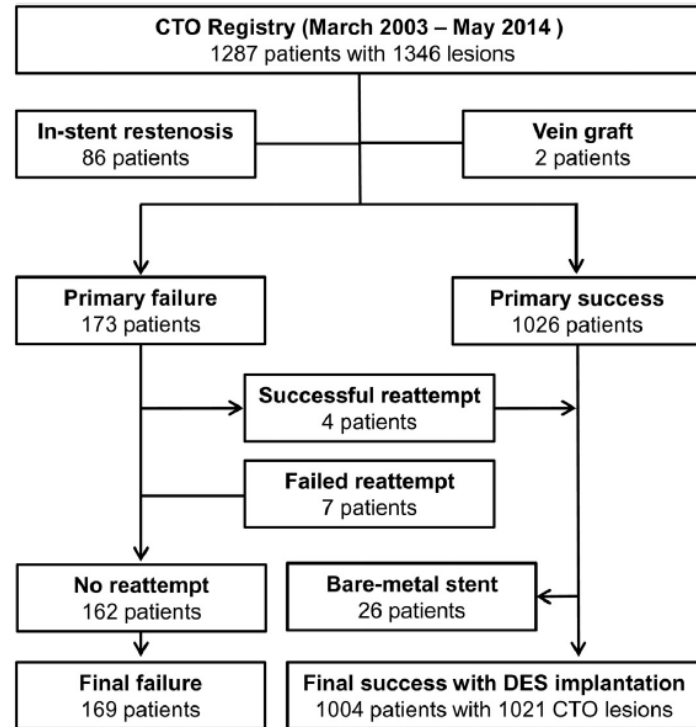 CTO Registry (March 2003 – May 2014 )
1287 patients with 1346 lesions
In-stent restenosis
86 patients
Vein graft
2 patients
Primary failure
173 patients
Primary success
1026 patients
Successful reattempt
4 patients
Failed reattempt
7 patients
No reattempt
162 patients
Bare-metal stent
26 patients
Final failure
169 patients
Final success with DES implantation
1004 patients with 1021 CTO lesions